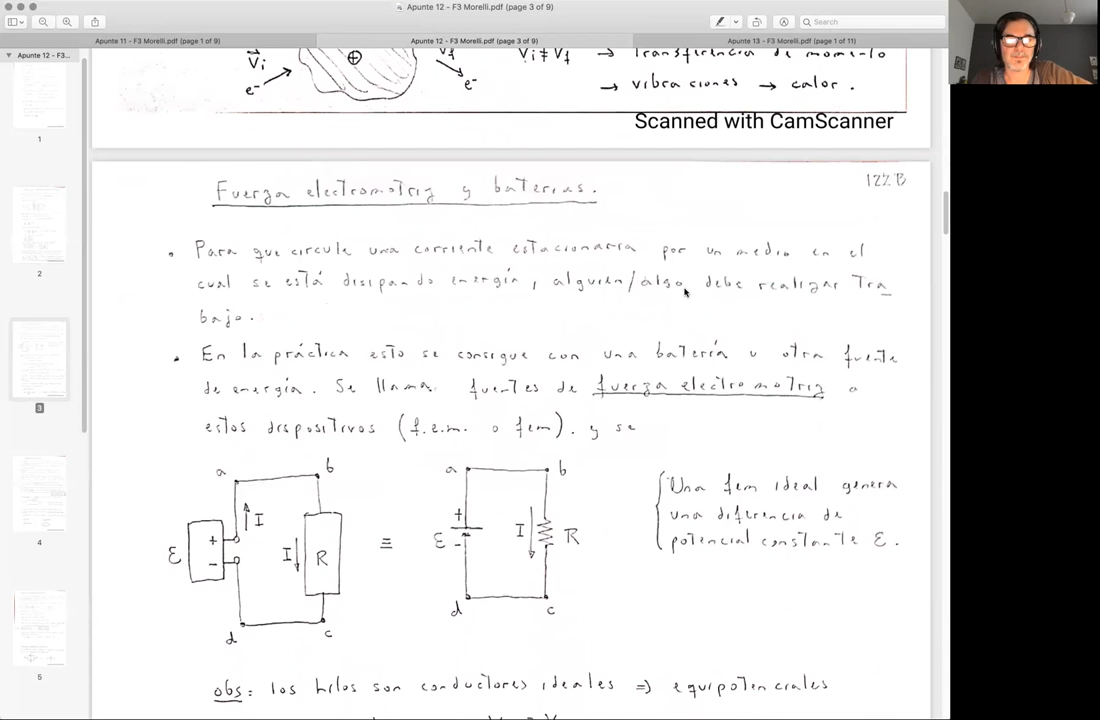 Apunte 12 - F3 Morelli.pdf (page 3 of 9)
Search
Apunte 11 - F3 Morelli.pdf (page 1 of 9)
Apunte 12 - F3 Morelli.pdf (page 3 of 9)
Apunte 13 - F3 Morelli.pdf (page 1 of 11)
Apunte 12 - F3...
1
2
3
4
5
Vi
e-
+
Vf
e-
Vi ≠ Vf → Transferencia de momento
→ vibraciones → calor.
Scanned with CamScanner
122 B
Fuerza electromotriz y baterías.
• Para que circule una corriente estacionaria por un medio en el
cual se está disipando energía, alguien/algo debe realizar Tra
bajo.
• En la práctica esto se consigue con una batería u otra fuente
de energía. Se llama fuentes de fuerza electromotriz a
estos dispositivos (f.e.m. o fem). y se
a b
I
+
-
ε
I
R
d c
≡
a b
+
-
ε
I
R
d c
Una fem ideal genera
una diferencia de
potencial constante ε.
obs: los hilos son conductores ideales ⇒ equipotenciales